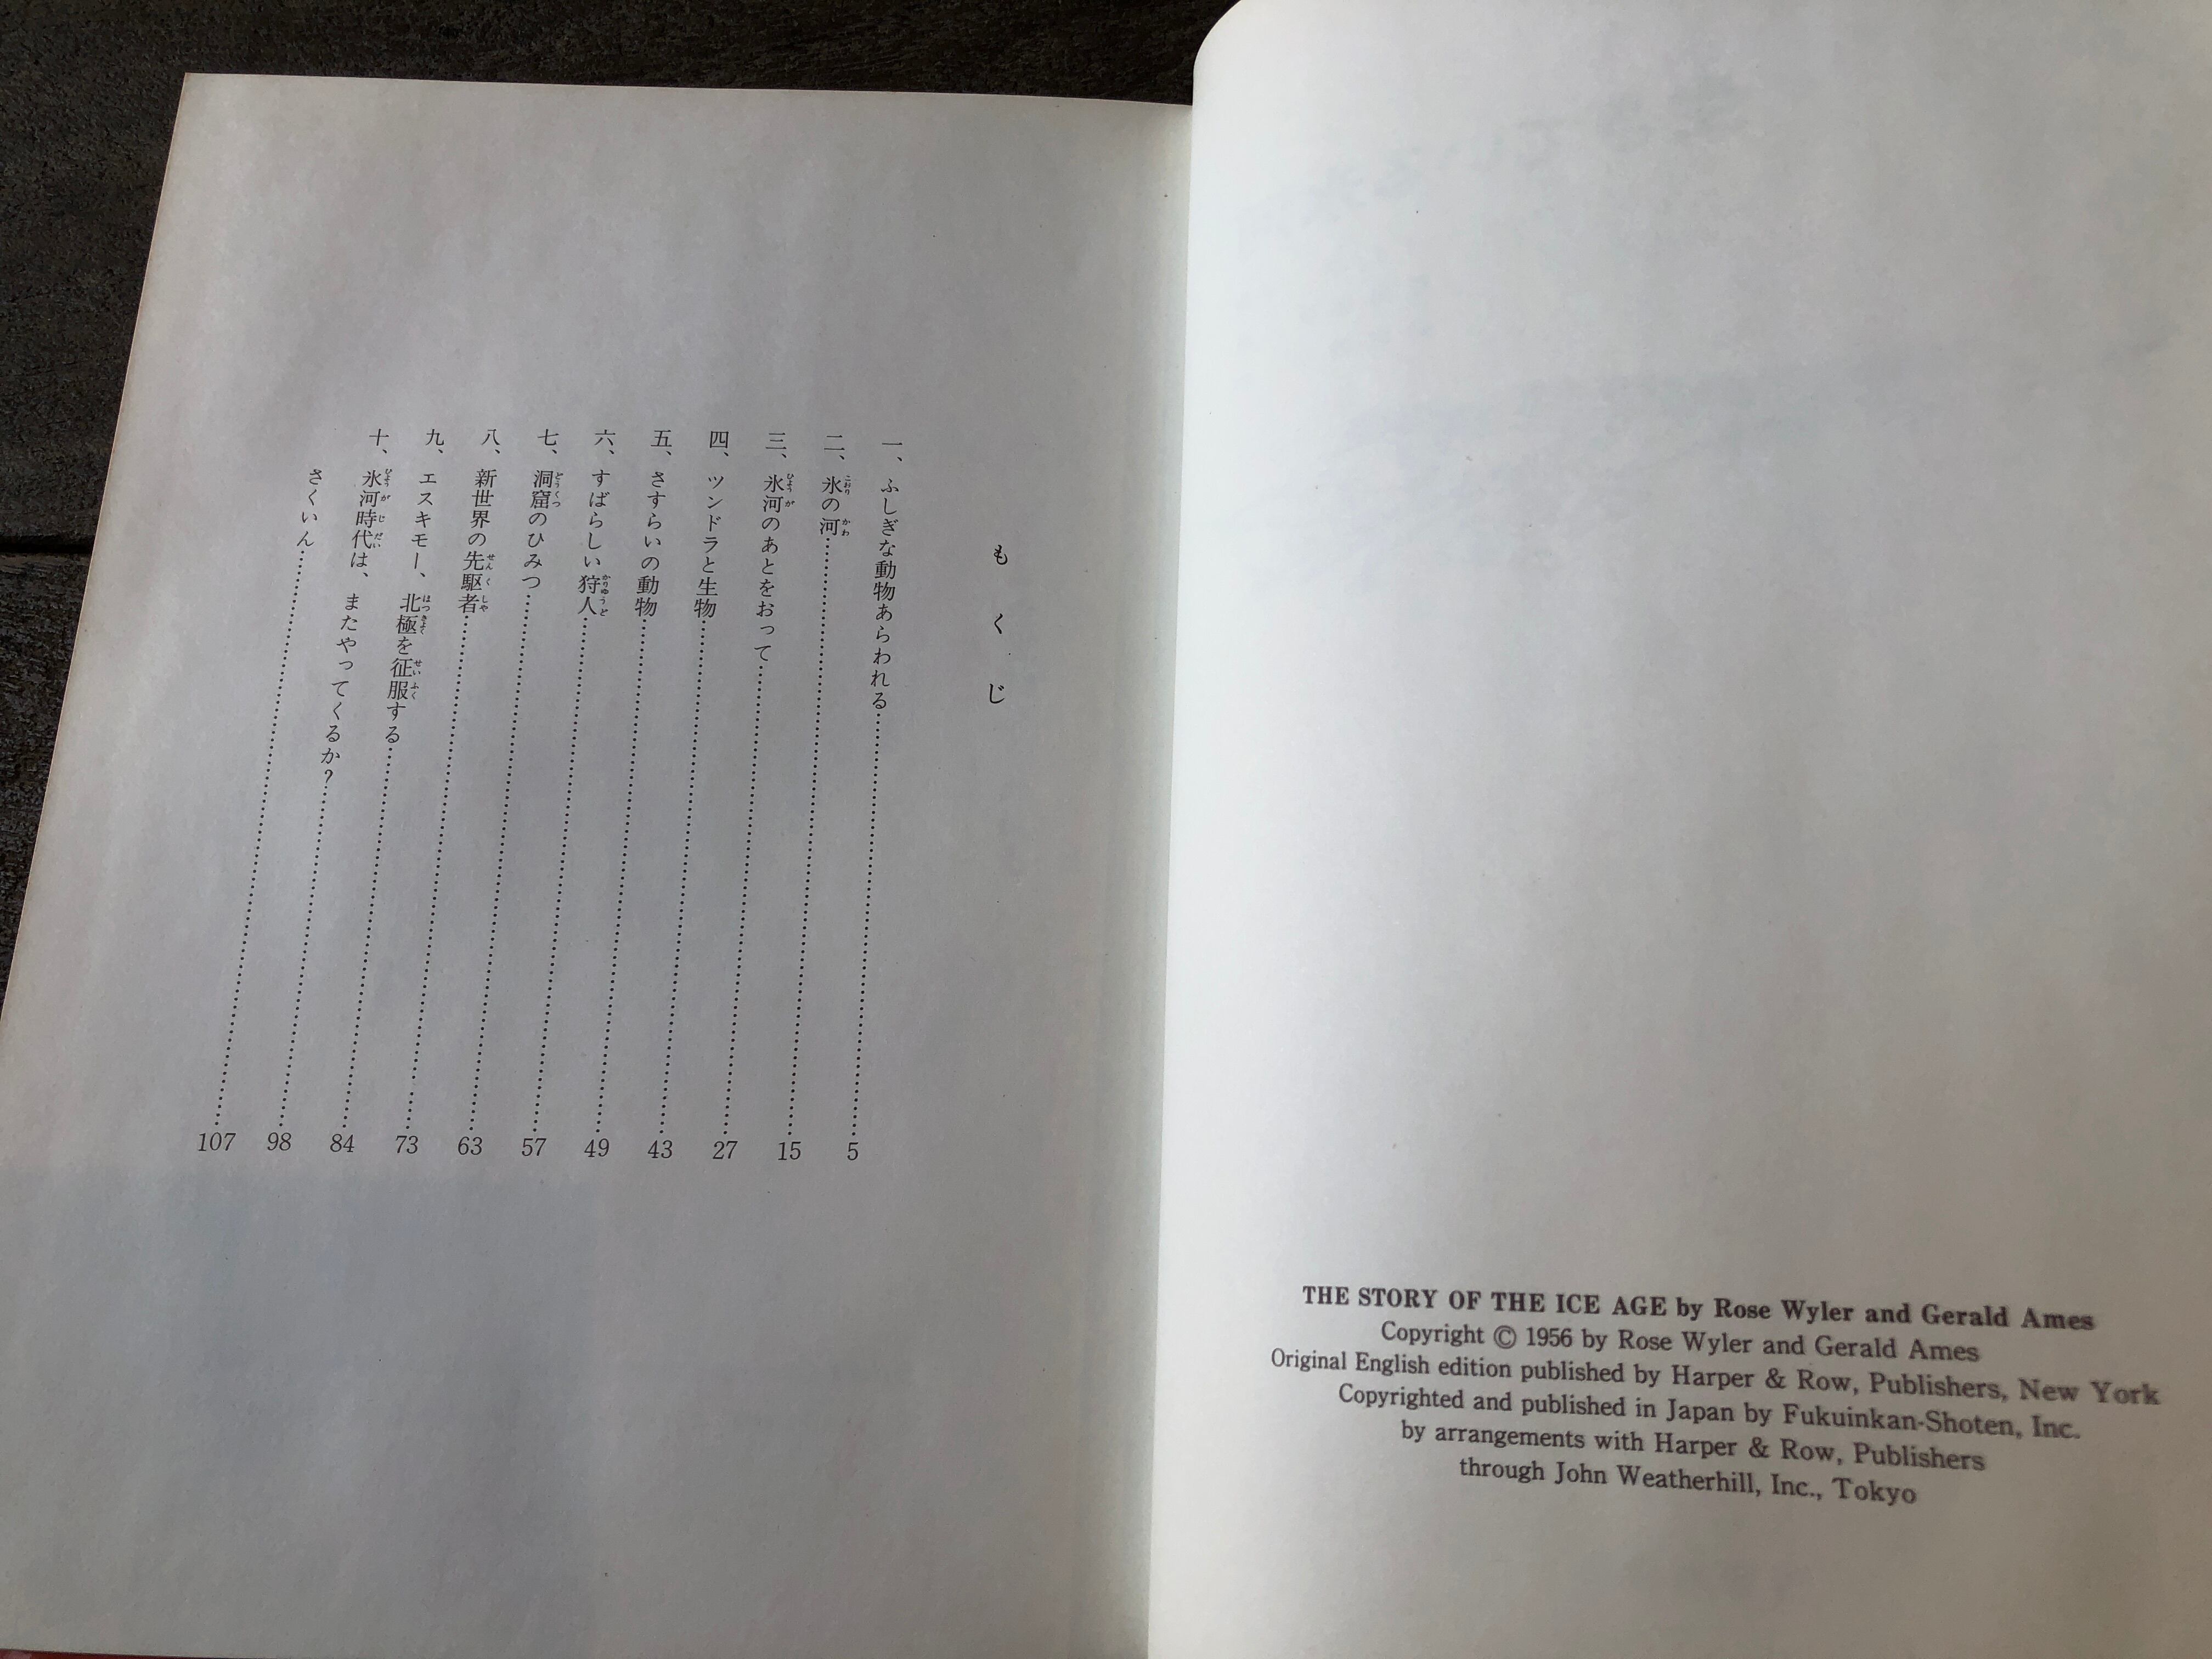 THE STORY OF THE ICE AGE by Rose Wyler and Gerald Ames
Copyright © 1956 by Rose Wyler and Gerald Ames
Original English edition published by Harper & Row, Publishers, New York
Copyrighted and published in Japan by Fukuinkan-Shoten, Inc.
by arrangements with Harper & Row, Publishers
through John Weatherhill, Inc., Tokyo
もくじ
一、ふしぎな動物あらわれる…………5
二、氷の河…………15
三、氷河のあとをおって…………27
四、ツンドラと生物…………43
五、さすらいの動物…………49
六、すばらしい狩人…………57
七、洞窟のひみつ…………63
八、新世界の先駆者…………73
九、エスキモー、北極を征服する…………84
十、氷河時代は、またやってくるか？…………98
さくいん…………107